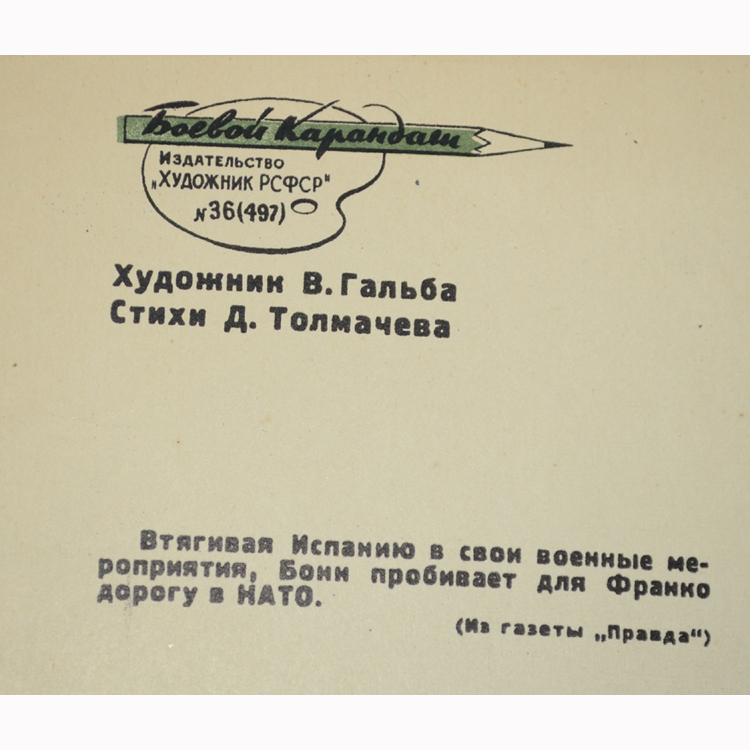 Боевой Карандаш
Издательство
„Художник РСФСР"
№36(497)
Художник В. Гальба
Стихи Д. Толмачева
Втягивая Испанию в свои военные ме-
роприятия, Бонн пробивает для Франко
дорогу в НАТО.
(Из газеты „Правда")